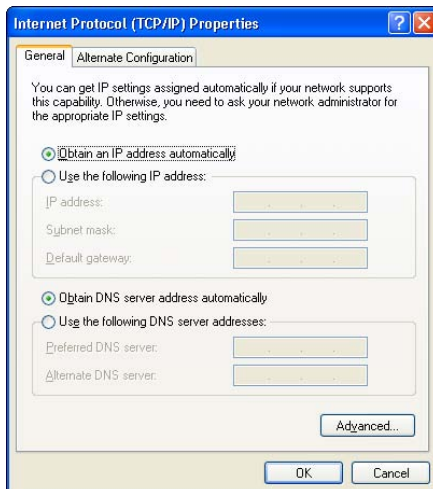 Internet Protocol (TCP/IP) Properties
General
Alternate Configuration
You can get IP settings assigned automatically if your network supports
this capability. Otherwise, you need to ask your network administrator for
the appropriate IP settings.
Obtain an IP address automatically
Use the following IP address:
IP address:
Subnet mask:
Default gateway:
Obtain DNS server address automatically
Use the following DNS server addresses:
Preferred DNS server:
Alternate DNS server:
Advanced...
OK
Cancel